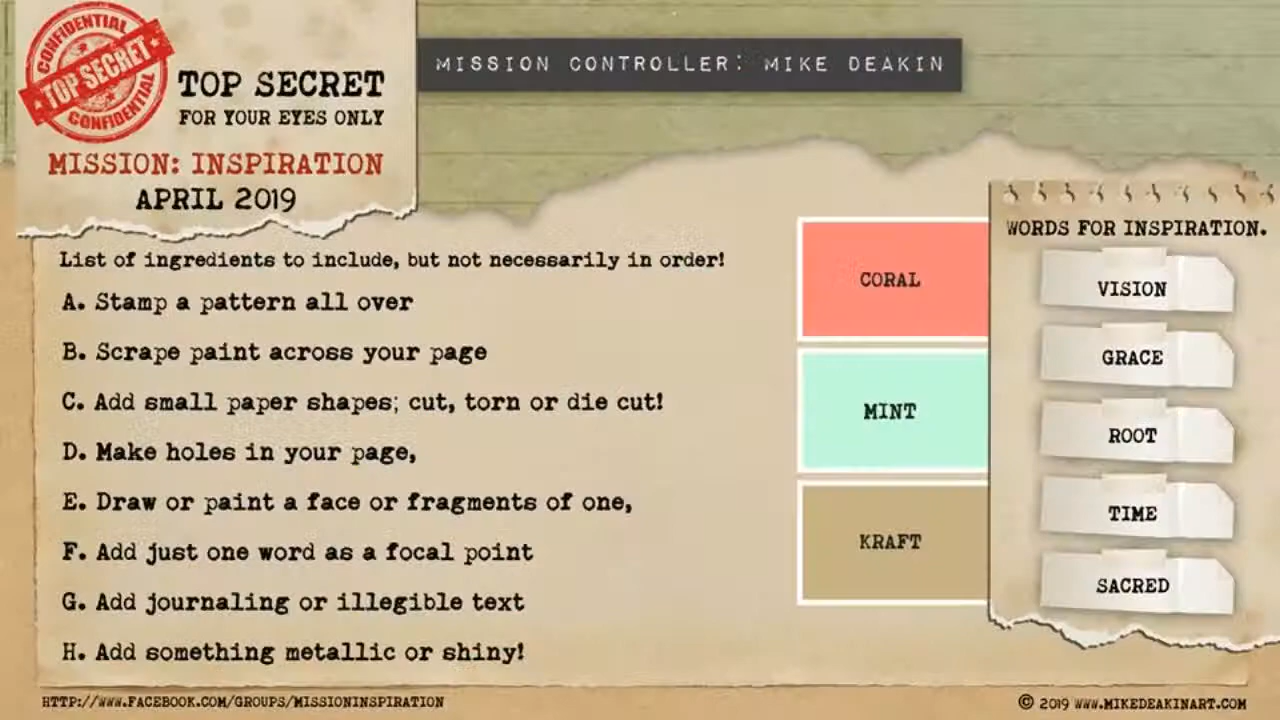 CONFIDENTIAL
TOP SECRET
CONFIDENTIAL
TOP SECRET
FOR YOUR EYES ONLY
MISSION: INSPIRATION
APRIL 2019
MISSION CONTROLLER: MIKE DEAKIN
List of ingredients to include, but not necessarily in order!
A. Stamp a pattern all over
B. Scrape paint across your page
C. Add small paper shapes; cut, torn or die cut!
D. Make holes in your page,
E. Draw or paint a face or fragments of one,
F. Add just one word as a focal point
G. Add journaling or illegible text
H. Add something metallic or shiny!
CORAL
MINT
KRAFT
WORDS FOR INSPIRATION.
VISION
GRACE
ROOT
TIME
SACRED
HTTP://WWW.FACEBOOK.COM/GROUPS/MISSIONINSPIRATION
© 2019 WWW.MIKEDEAKINART.COM